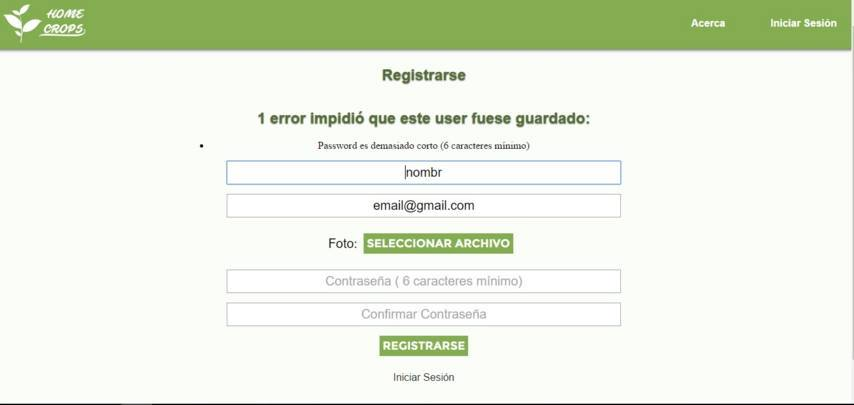 HOME
CROPS
Acerca
Iniciar Sesión
Registrarse
1 error impidió que este user fuese guardado:
Password es demasiado corto (6 caracteres mínimo)
nombr
email@gmail.com
Foto: SELECCIONAR ARCHIVO
Contraseña ( 6 caracteres mínimo)
Confirmar Contraseña
REGISTRARSE
Iniciar Sesión